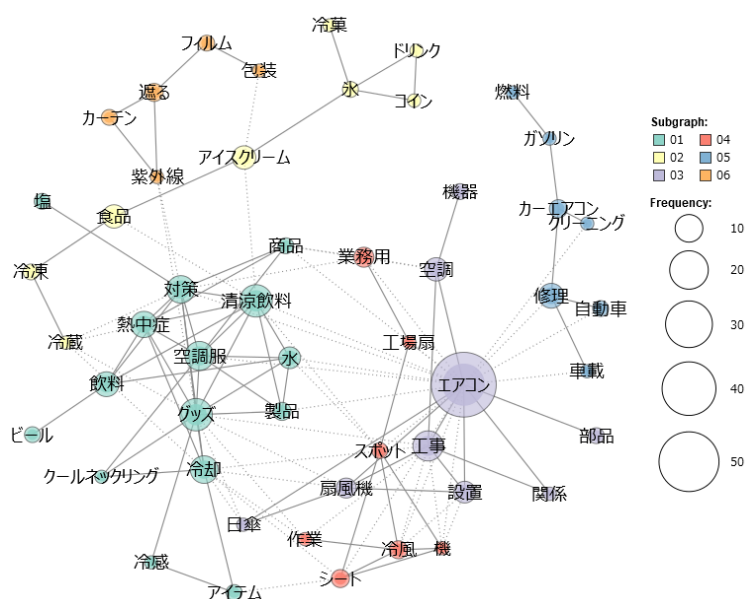 冷菓
フィルム
ドリンク
包装
氷
遮る
コイン
燃料
カーテン
ガソリン
アイスクリーム
紫外線
機器
塩
食品
カーエアコン
クリーニング
商品
業務用
空調
冷凍
対策
清涼飲料
修理
自動車
熱中症
冷蔵
工場扇
空調服
水
車載
飲料
エアコン
グッズ
製品
ビール
部品
工事
スポット
クールネックリング
冷却
扇風機
設置
関係
日傘
作業
冷風
機
冷感
シート
アイテム
Subgraph:
01
04
02
05
03
06
Frequency:
10
20
30
40
50